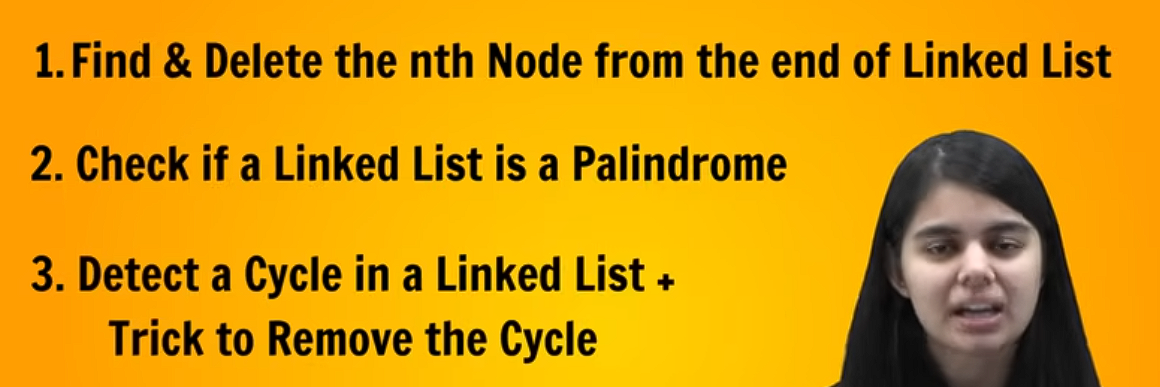 1. Find & Delete the nth Node from the end of Linked List
2. Check if a Linked List is a Palindrome
3. Detect a Cycle in a Linked List +
Trick to Remove the Cycle